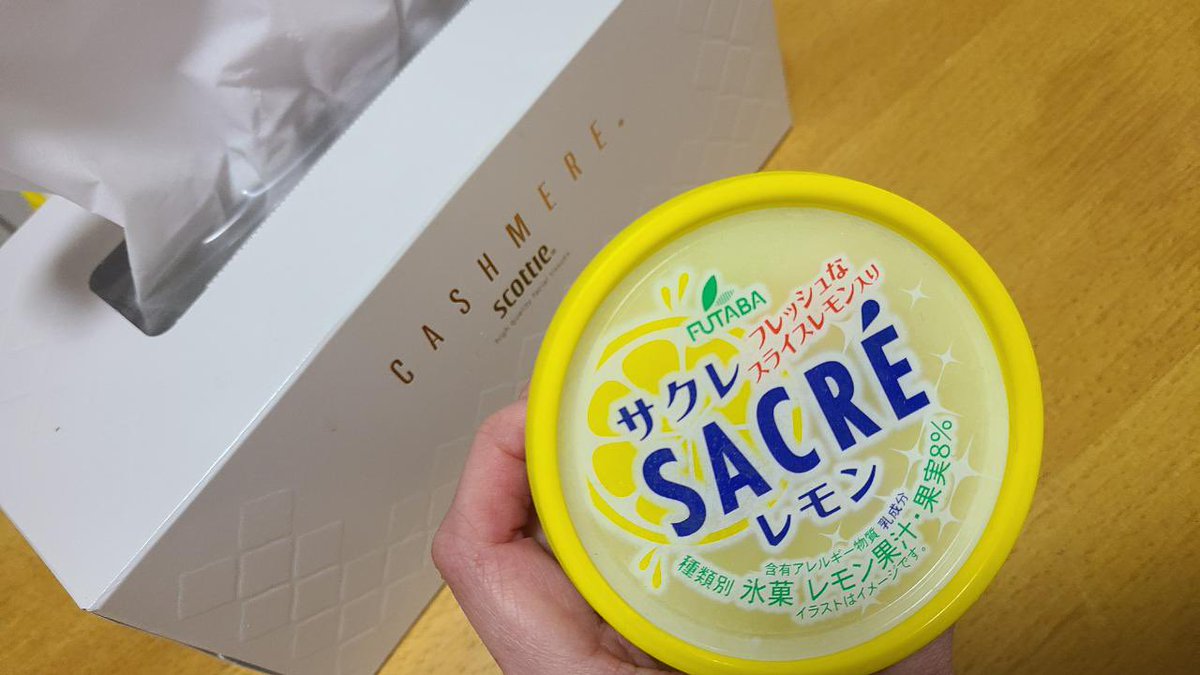 CASHMERE.
scottie
FUTABA
フレッシュな
スライスレモン入り
サクレ
SACRÉ
レモン
含有アレルギー物質 乳成分
種類別 氷菓 レモン果汁・果実8%
イラストはイメージです。